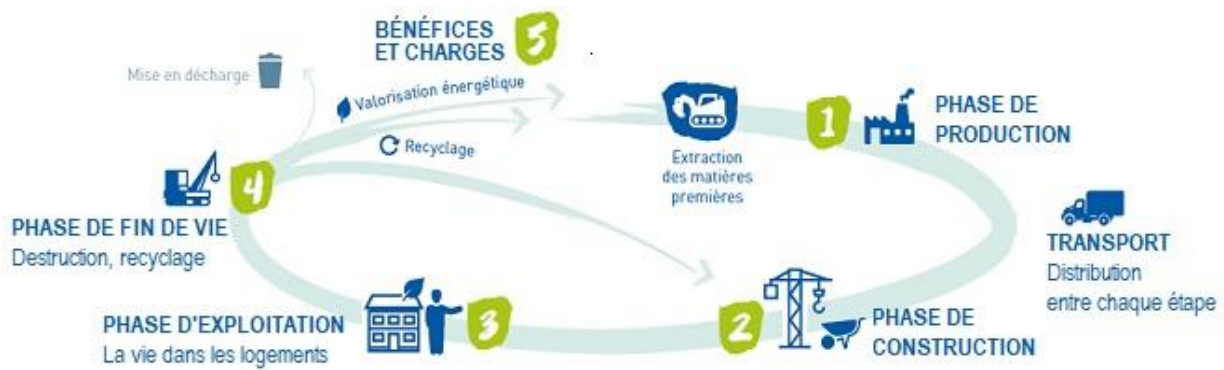 BÉNÉFICES
ET CHARGES
5
Mise en décharge
Valorisation énergétique
Recyclage
Extraction
des matières
premières
1
PHASE DE
PRODUCTION
4
PHASE DE FIN DE VIE
Destruction, recyclage
TRANSPORT
Distribution
entre chaque étape
PHASE D'EXPLOITATION
La vie dans les logements
3
2
PHASE DE
CONSTRUCTION